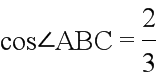 cos∠ABC = 2/3